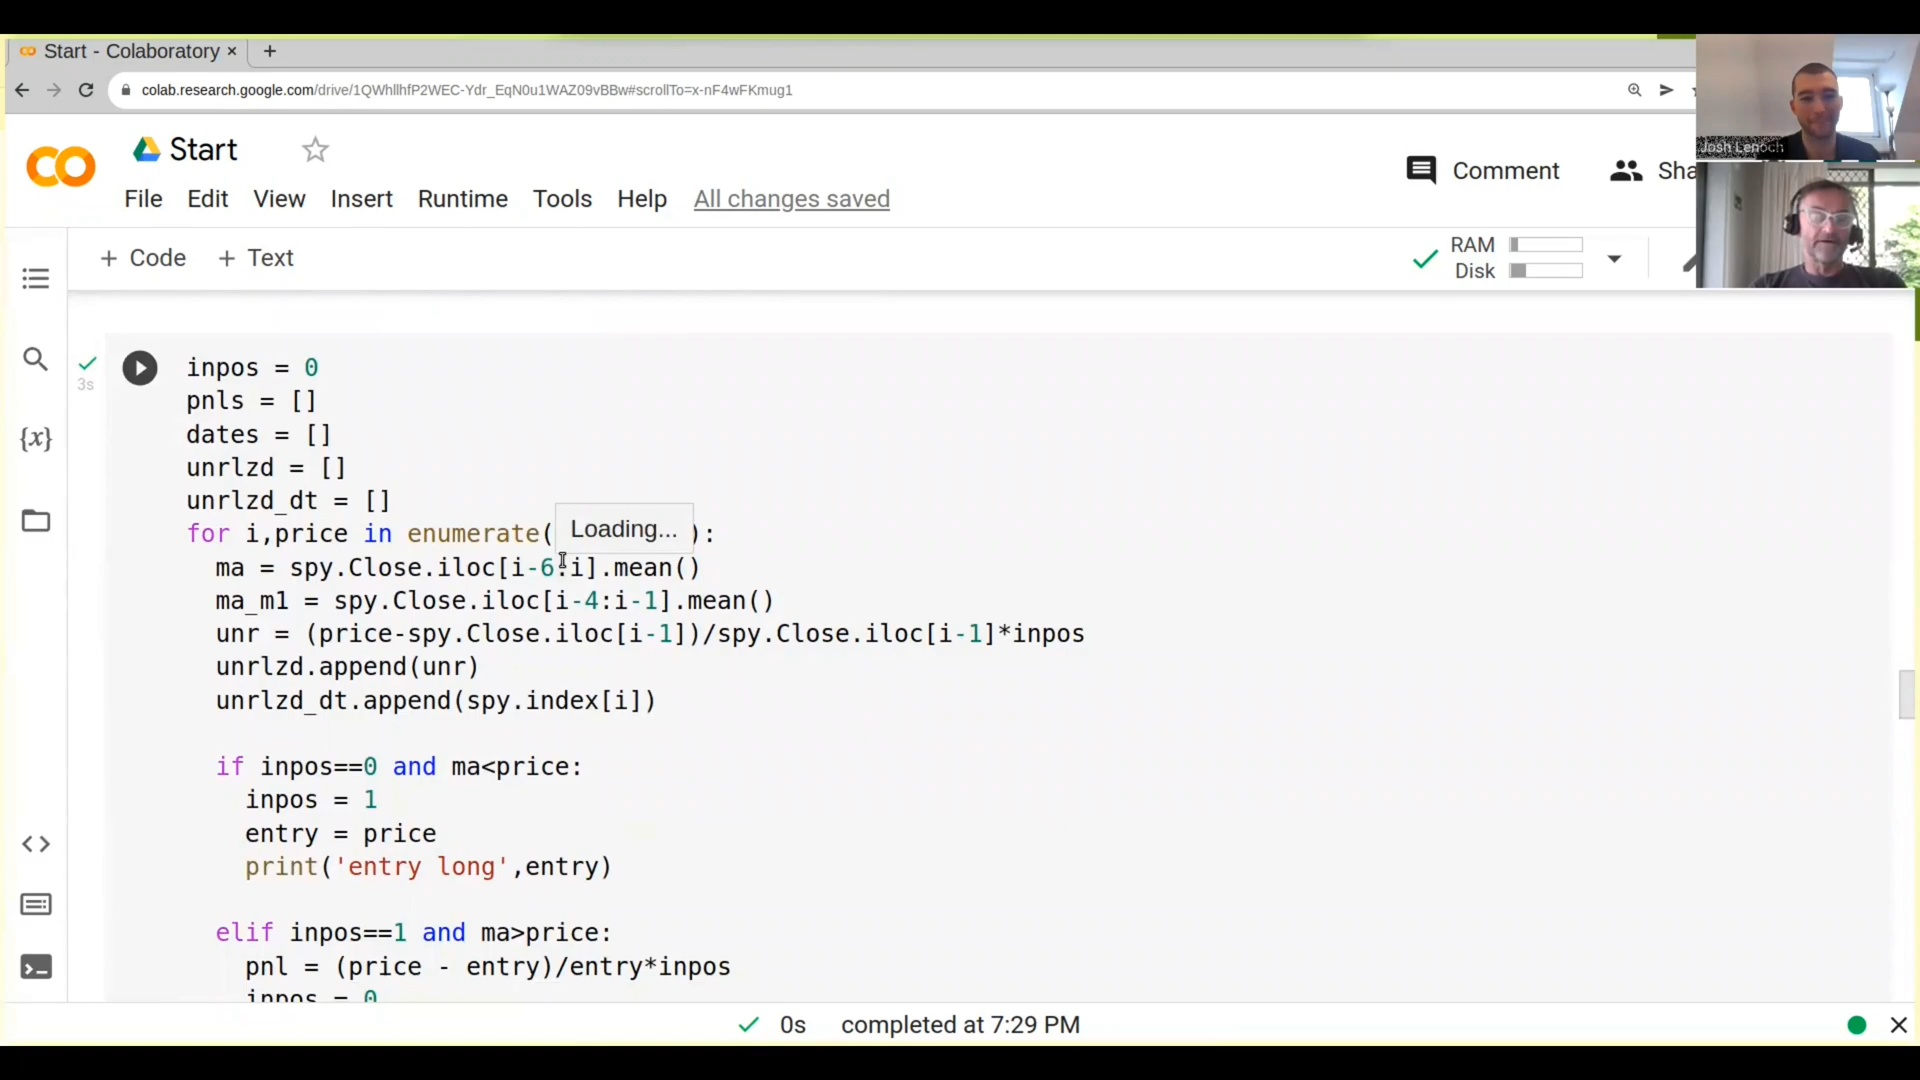 Start - Colaboratory × +
colab.research.google.com/drive/1QWhllhfP2WEC-Ydr_EqN0u1WAZ09vBBw#scrollTo=x-nF4wFKmug1
Josh Lenoch
Start
Comment Sha
File Edit View Insert Runtime Tools Help All changes saved
+ Code + Text
RAM
Disk
{x}
3s
inpos = 0
pnls = []
dates = []
unrlzd = []
unrlzd_dt = []
for i,price in enumerate( ):
Loading...
ma = spy.Close.iloc[i-6:i].mean()
ma_m1 = spy.Close.iloc[i-4:i-1].mean()
unr = (price-spy.Close.iloc[i-1])/spy.Close.iloc[i-1]*inpos
unrlzd.append(unr)
unrlzd_dt.append(spy.index[i])
if inpos==0 and ma<price:
inpos = 1
entry = price
print('entry long',entry)
elif inpos==1 and ma>price:
pnl = (price - entry)/entry*inpos
inpos = 0
0s completed at 7:29 PM